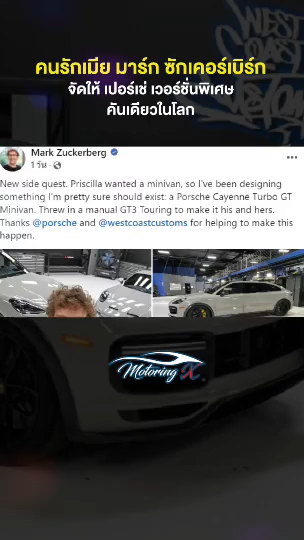 WEST
COAST
Customs
คนรักเมีย มาร์ก ซักเคอร์เบิร์ก
จัดให้ เปอร์เช่ เวอร์ชั่นพิเศษ
คันเดียวในโลก
Mark Zuckerberg
1 วัน ·
New side quest. Priscilla wanted a minivan, so I've been designing
something I'm pretty sure should exist: a Porsche Cayenne Turbo GT
Minivan. Threw in a manual GT3 Touring to make it his and hers.
Thanks @porsche and @westcoastcustoms for helping to make this
happen.
Motoring X